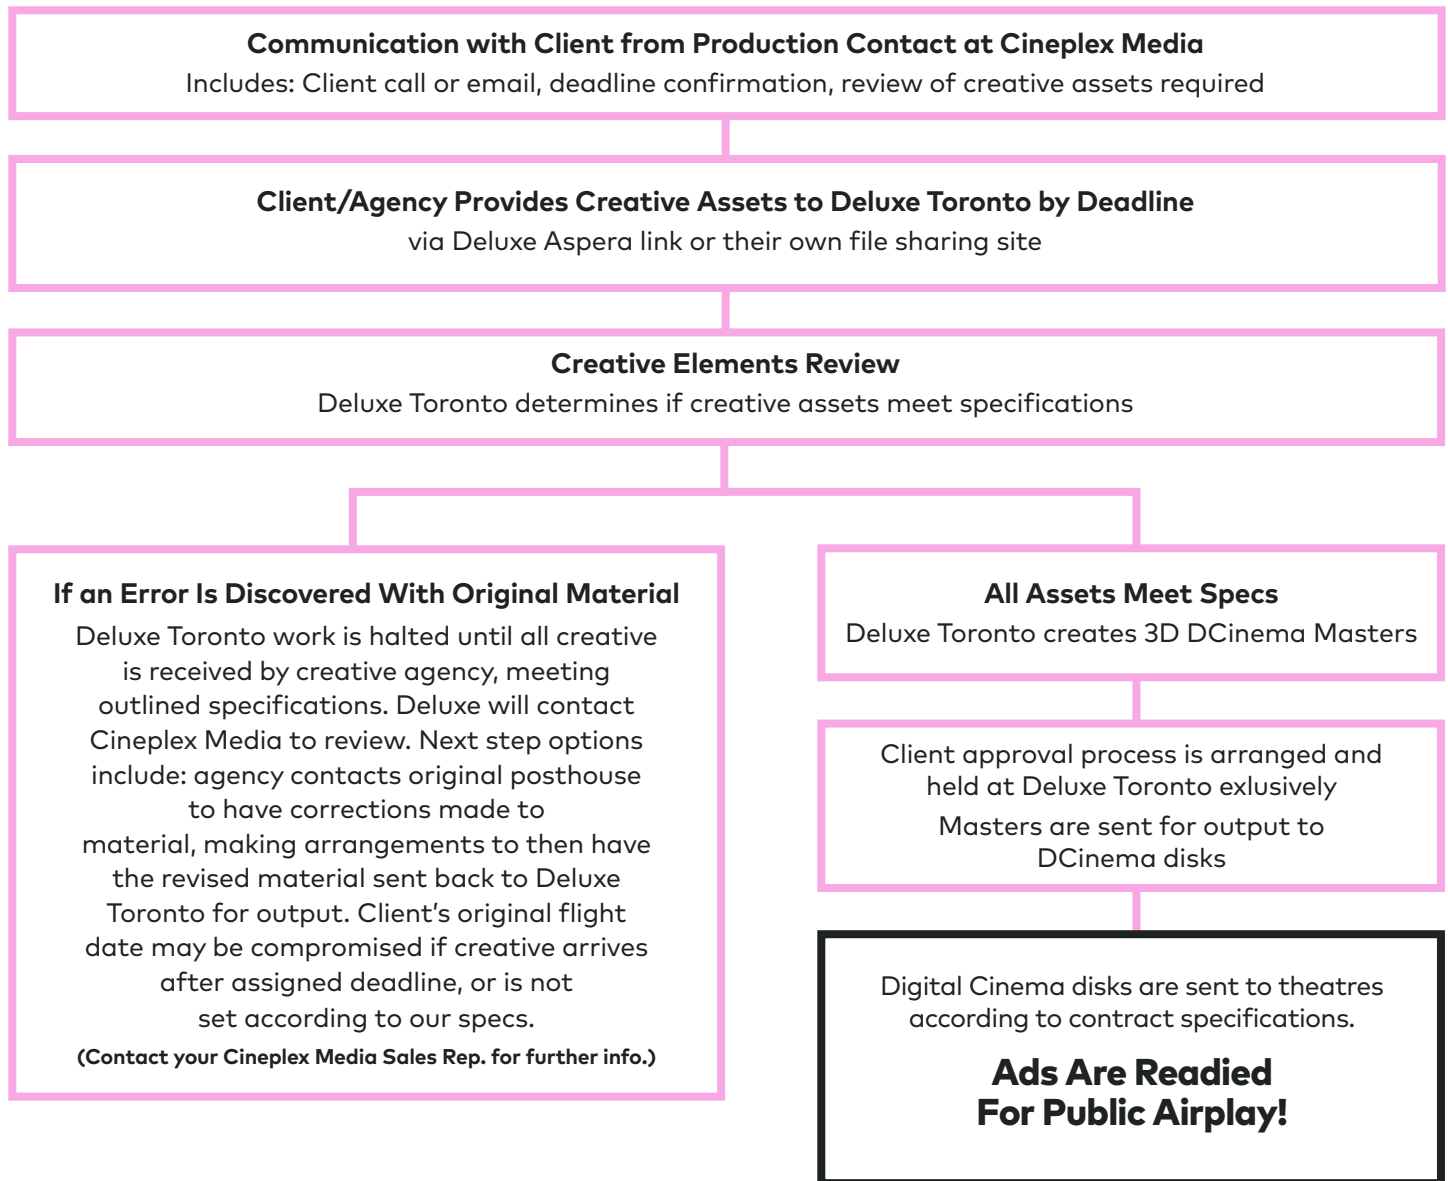 Communication with Client from Production Contact at Cineplex Media
Includes: Client call or email, deadline confirmation, review of creative assets required
Client/Agency Provides Creative Assets to Deluxe Toronto by Deadline
via Deluxe Aspera link or their own file sharing site
Creative Elements Review
Deluxe Toronto determines if creative assets meet specifications
If an Error Is Discovered With Original Material
Deluxe Toronto work is halted until all creative
is received by creative agency, meeting
outlined specifications. Deluxe will contact
Cineplex Media to review. Next step options
include: agency contacts original posthouse
to have corrections made to
material, making arrangements to then have
the revised material sent back to Deluxe
Toronto for output. Client's original flight
date may be compromised if creative arrives
after assigned deadline, or is not
set according to our specs.
(Contact your Cineplex Media Sales Rep. for further info.)
All Assets Meet Specs
Deluxe Toronto creates 3D DCinema Masters
Client approval process is arranged and
held at Deluxe Toronto exlusively
Masters are sent for output to
DCinema disks
Digital Cinema disks are sent to theatres
according to contract specifications.
Ads Are Readied
For Public Airplay!